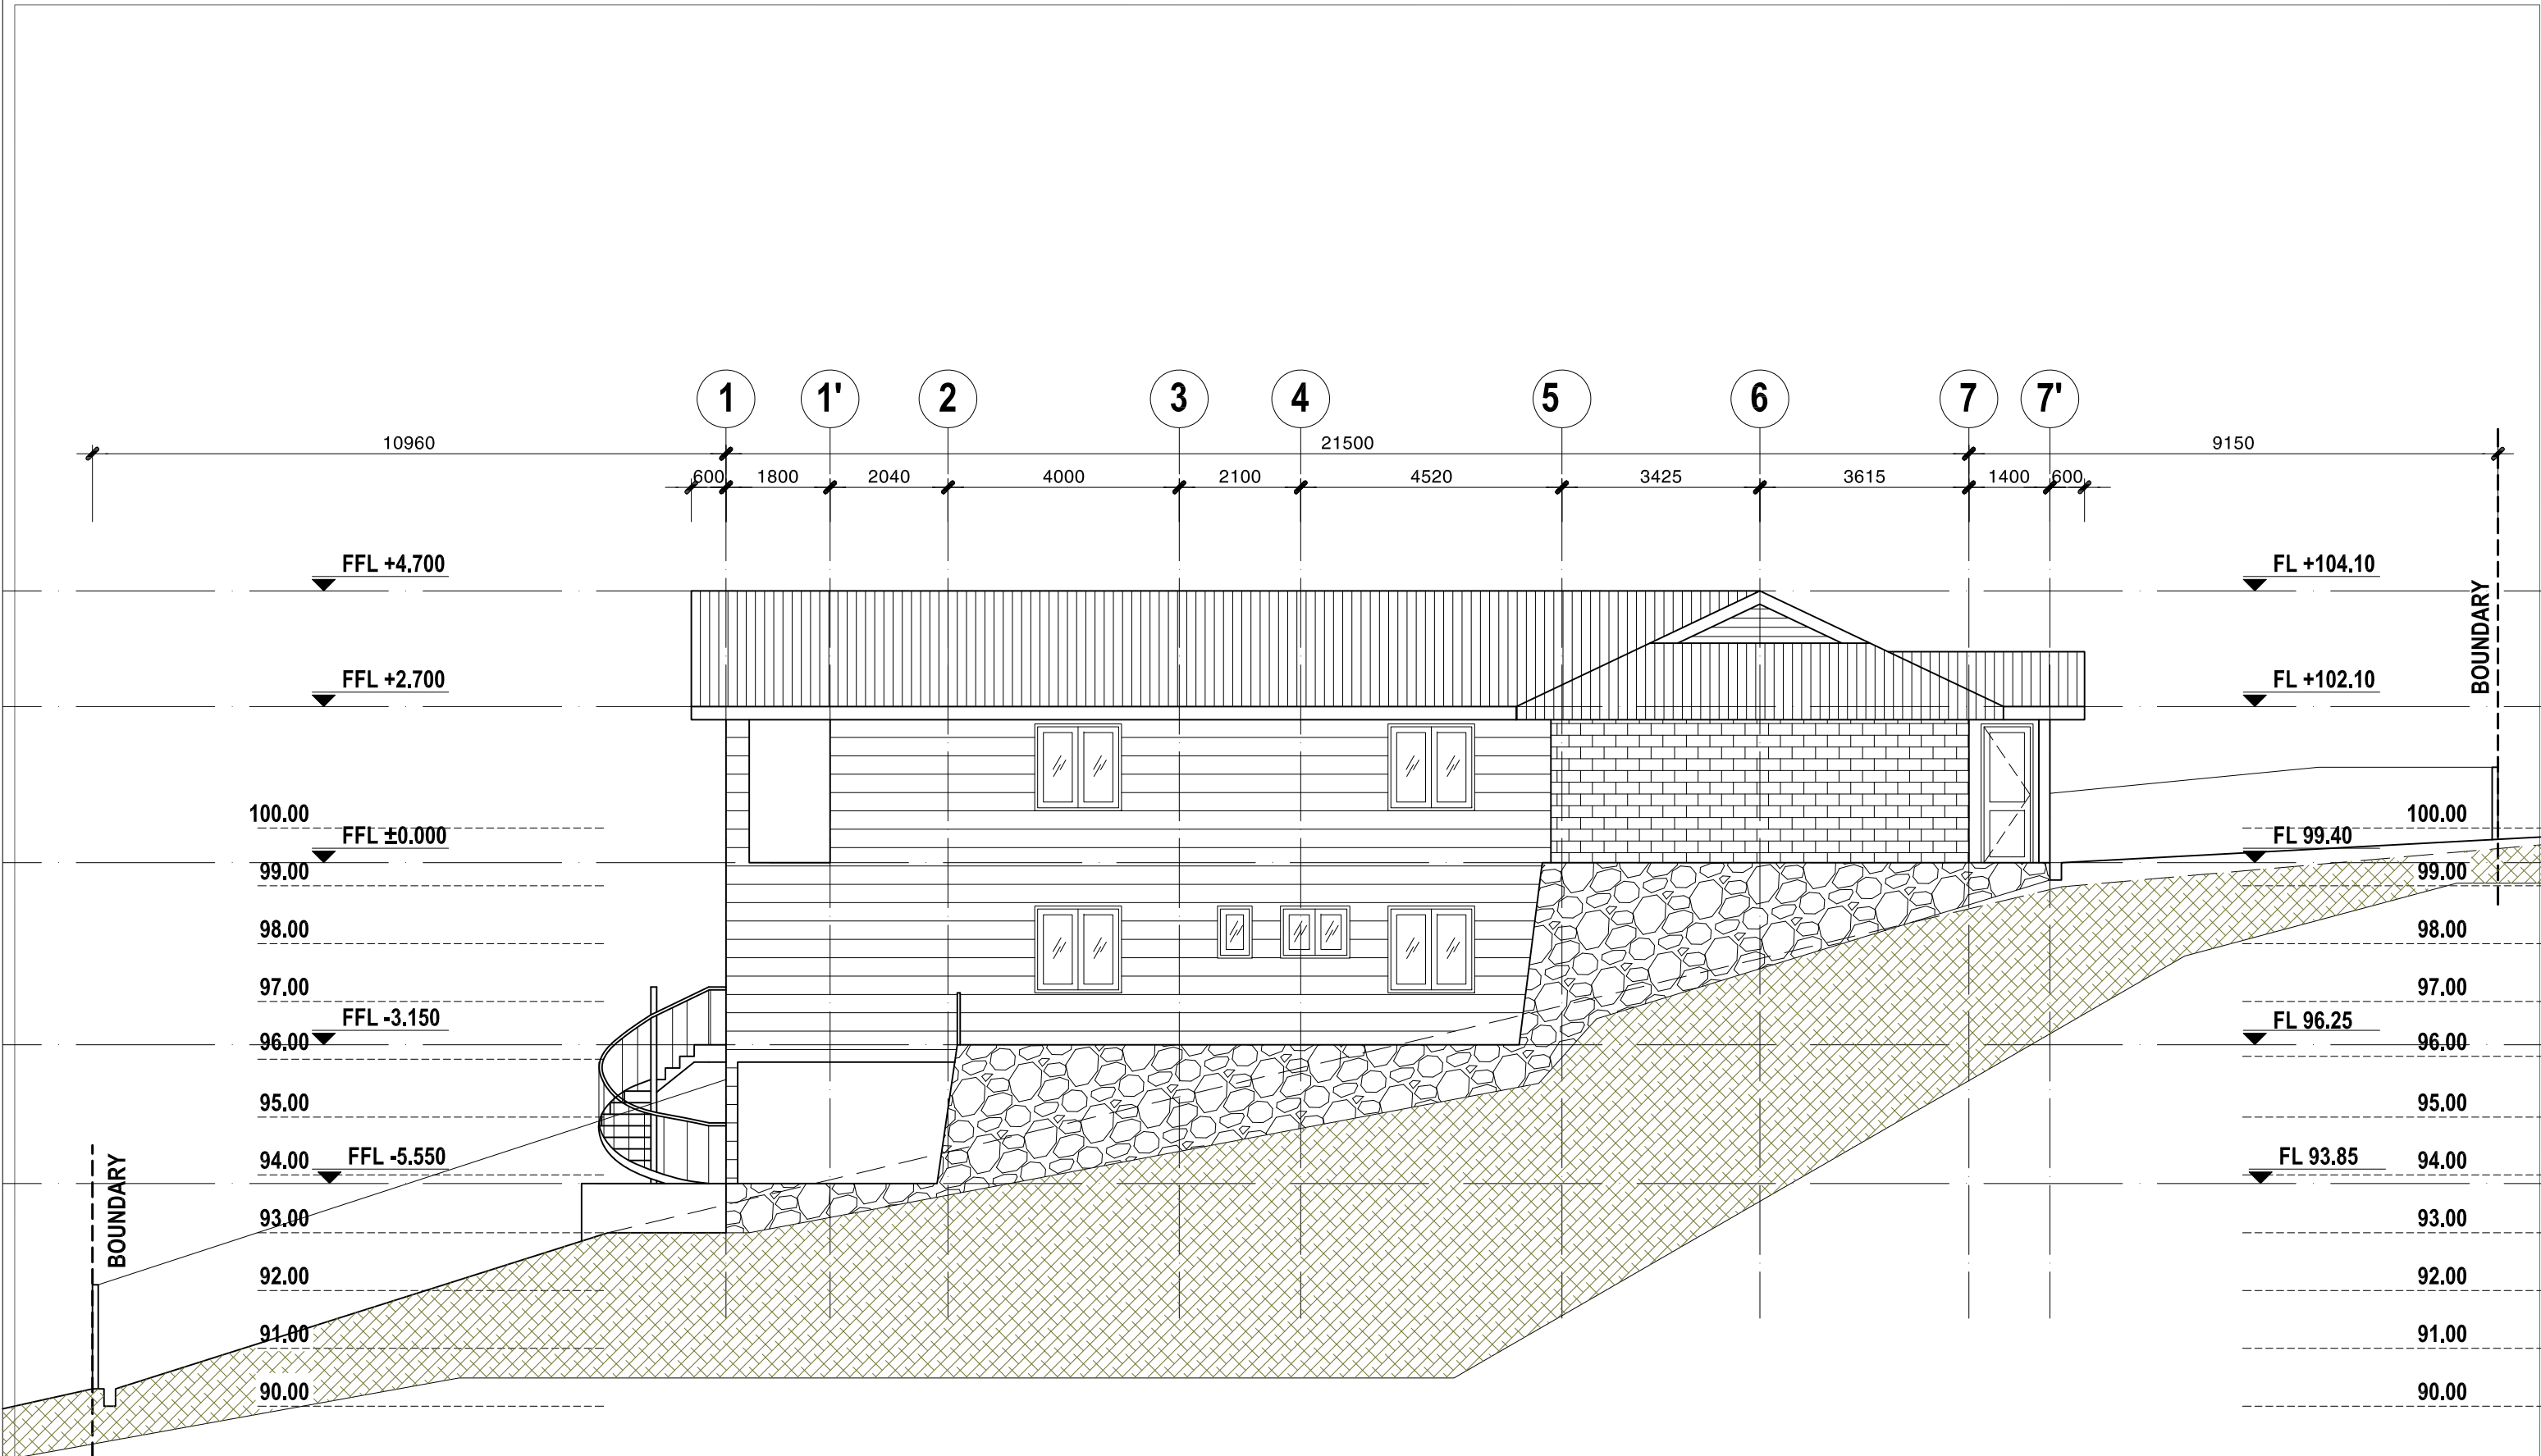 1 1' 2 3 4 5 6 7 7'
10960 21500 9150
600 1800 2040 4000 2100 4520 3425 3615 1400 600
FFL +4.700 FL +104.10
BOUNDARY
FFL +2.700 FL +102.10
100.00 100.00
FFL ±0.000 FL 99.40
99.00 99.00
98.00 98.00
97.00 97.00
FFL -3.150 FL 96.25
96.00 96.00
95.00 95.00
94.00 FFL -5.550 FL 93.85 94.00
BOUNDARY
93.00 93.00
92.00 92.00
91.00 91.00
90.00 90.00